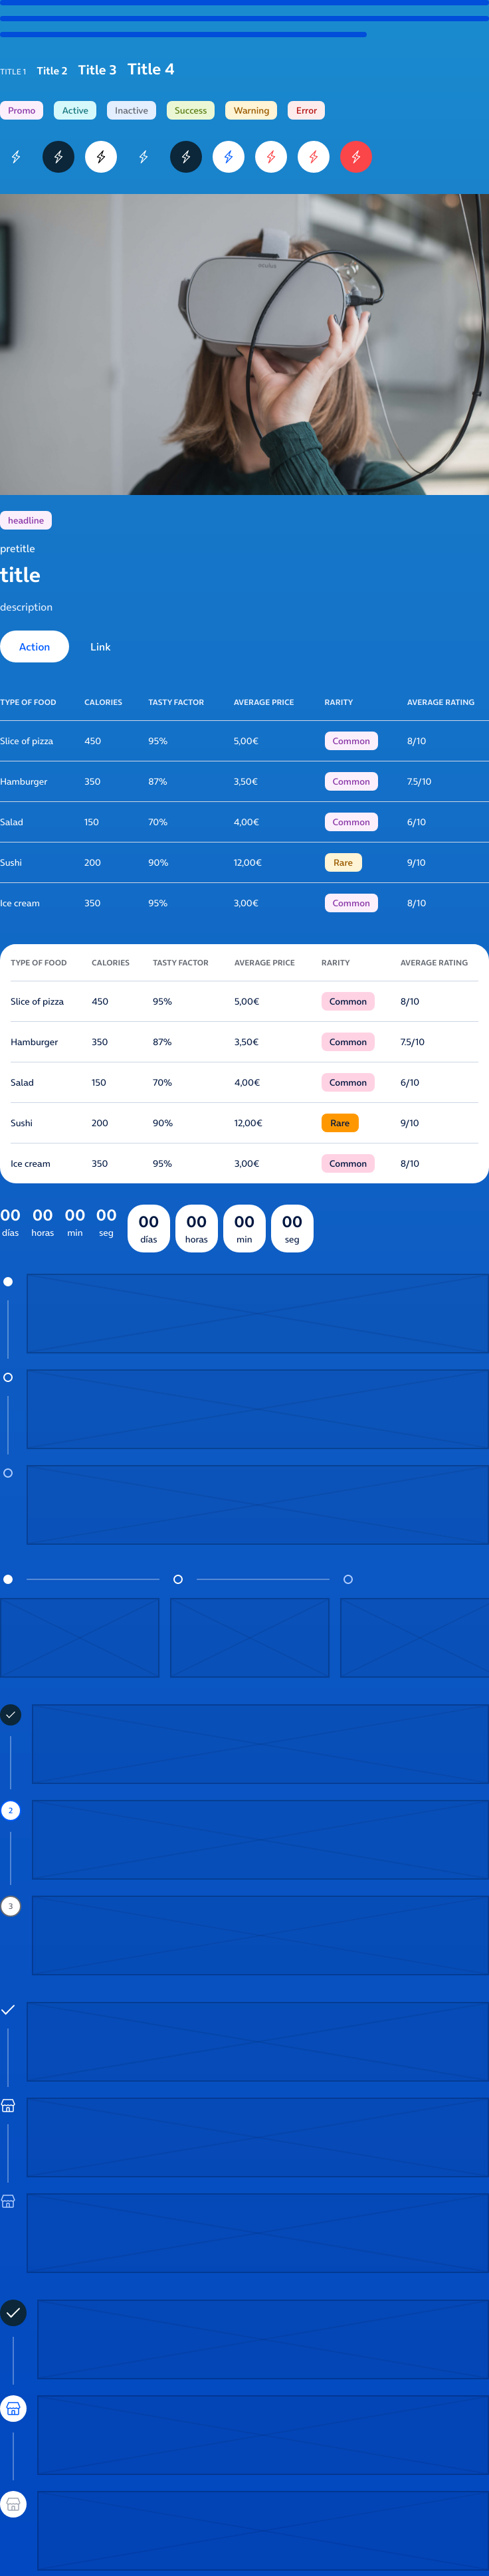 TITLE 1 Title 2 Title 3 Title 4
Promo Active Inactive Success Warning Error
oculus
headline
pretitle
title
description
Action Link
TYPE OF FOOD CALORIES TASTY FACTOR AVERAGE PRICE RARITY AVERAGE RATING
Slice of pizza 450 95% 5,00€ Common 8/10
Hamburger 350 87% 3,50€ Common 7.5/10
Salad 150 70% 4,00€ Common 6/10
Sushi 200 90% 12,00€ Rare 9/10
Ice cream 350 95% 3,00€ Common 8/10
TYPE OF FOOD CALORIES TASTY FACTOR AVERAGE PRICE RARITY AVERAGE RATING
Slice of pizza 450 95% 5,00€ Common 8/10
Hamburger 350 87% 3,50€ Common 7.5/10
Salad 150 70% 4,00€ Common 6/10
Sushi 200 90% 12,00€ Rare 9/10
Ice cream 350 95% 3,00€ Common 8/10
00 00 00 00 00 00 00 00
días horas min seg días horas min seg
2
3